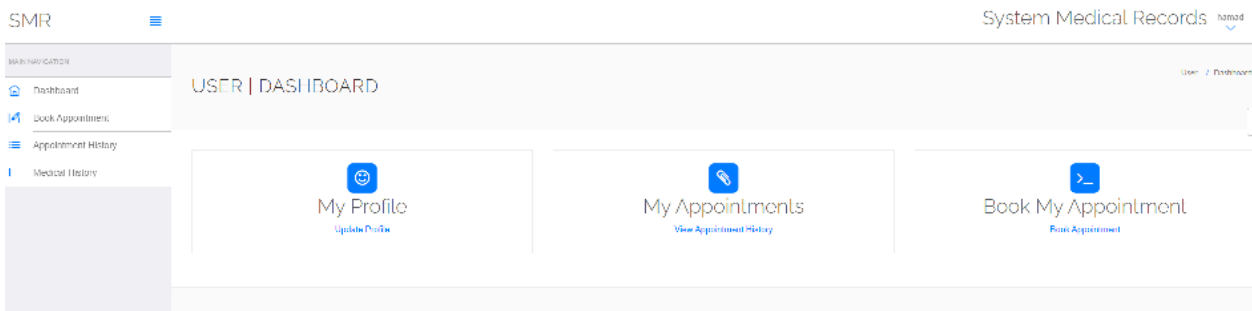 SMR
System Medical Records hamad
MAIN NAVIGATION
Dashboard
Book Appointment
Appointment History
Medical History
USER | DASHBOARD
User / Dashboard
My Profile
Update Profile
My Appointments
View Appointment History
Book My Appointment
Book Appointment